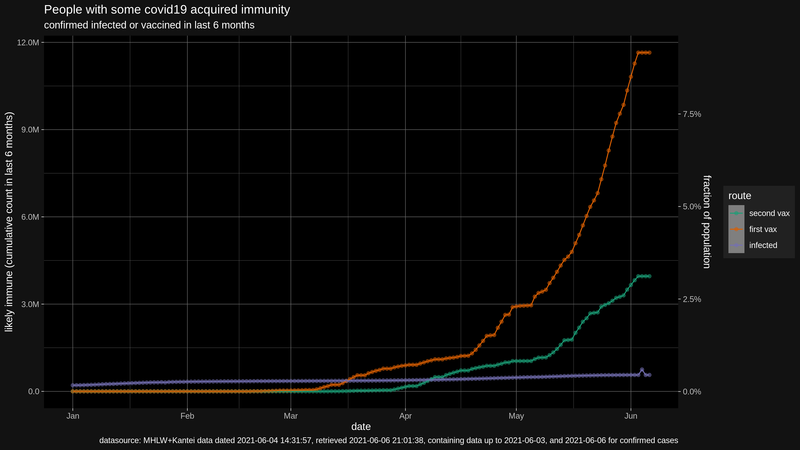 People with some covid19 acquired immunity
confirmed infected or vaccined in last 6 months
12.0M
9.0M
6.0M
3.0M
0.0
likely immune (cumulative count in last 6 months)
7.5%
5.0%
2.5%
0.0%
fraction of population
Jan
Feb
Mar
Apr
May
Jun
date
route
second vax
first vax
infected
datasource: MHLW+Kantei data dated 2021-06-04 14:31:57, retrieved 2021-06-06 21:01:38, containing data up to 2021-06-03, and 2021-06-06 for confirmed cases